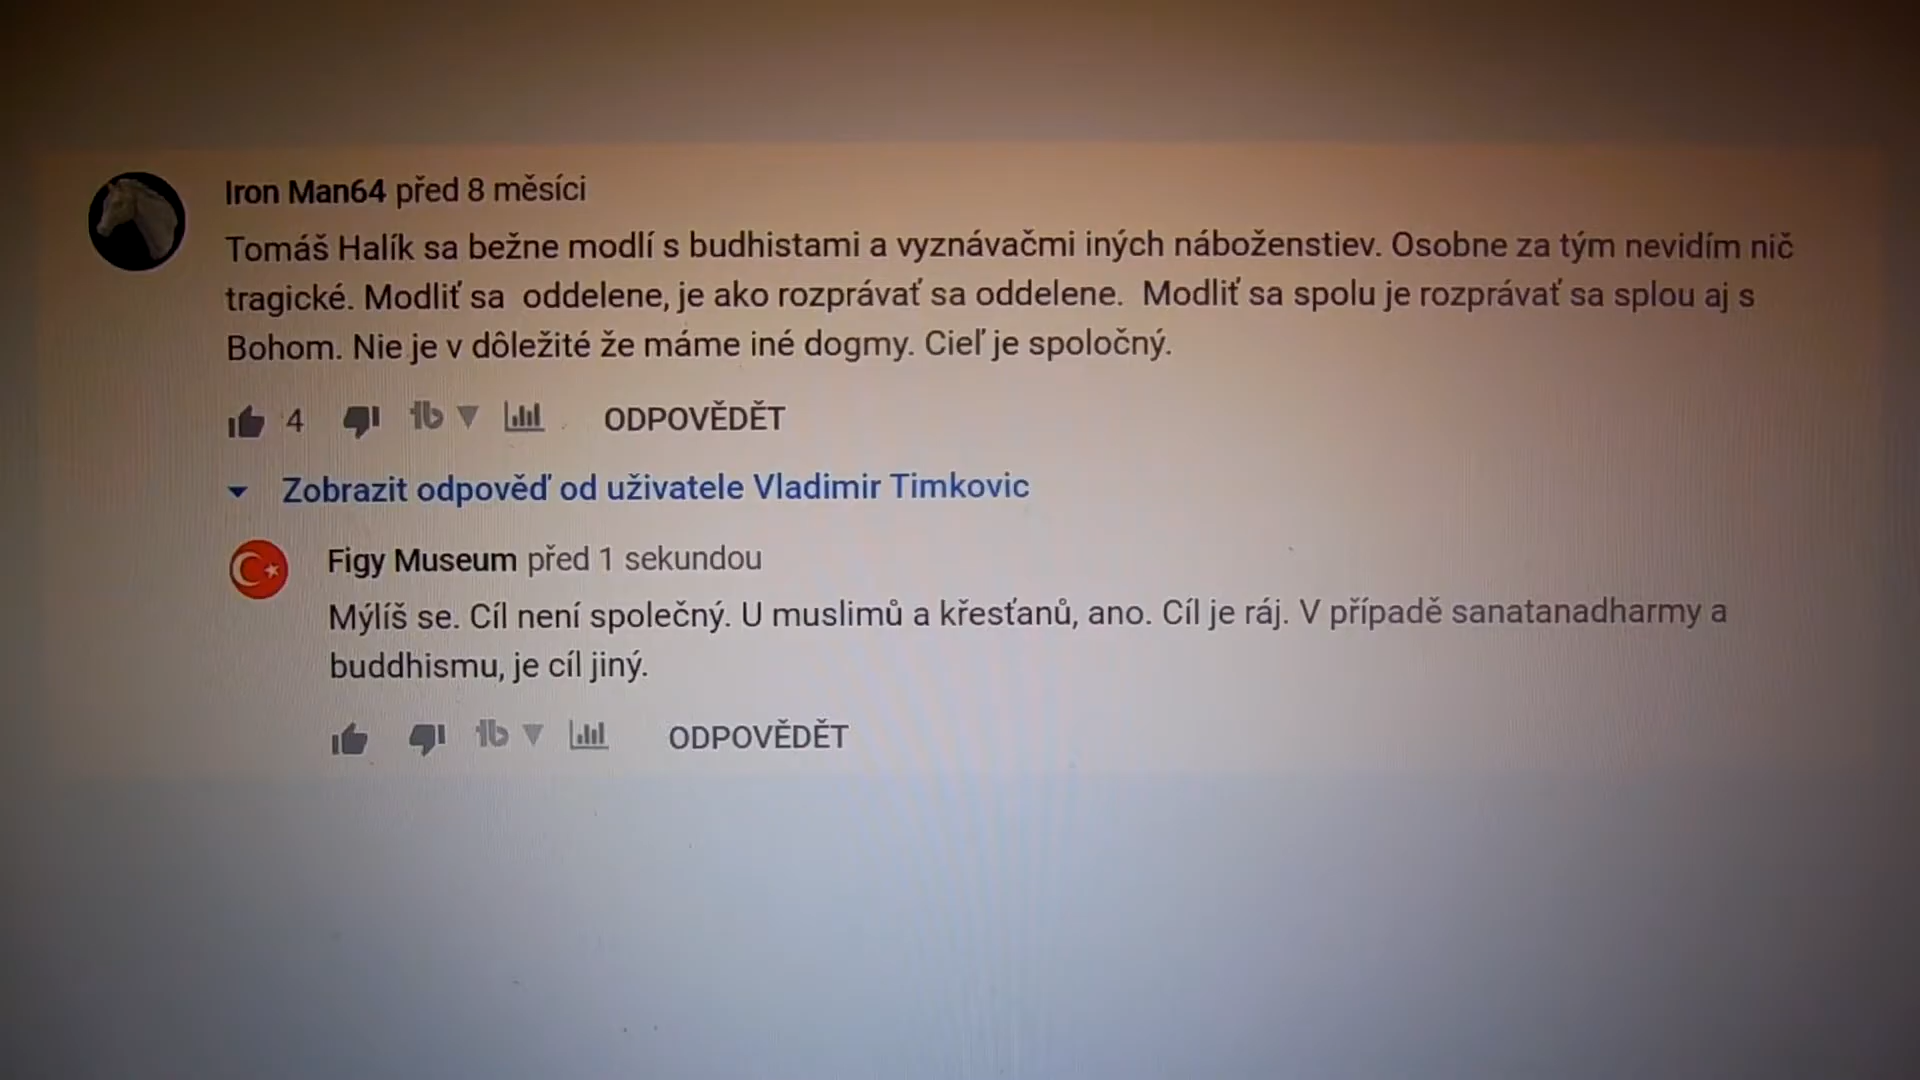 Iron Man64 před 8 měsíci
Tomáš Halík sa bežne modlí s budhistami a vyznávačmi iných náboženstiev. Osobne za tým nevidím nič
tragické. Modliť sa  oddelene, je ako rozprávať sa oddelene.  Modliť sa spolu je rozprávať sa splou aj s
Bohom. Nie je v dôležité že máme iné dogmy. Cieľ je spoločný.
4 ODPOVĚDĚT
Zobrazit odpověď od uživatele Vladimir Timkovic
Figy Museum před 1 sekundou
Mýlíš se. Cíl není společný. U muslimů a křesťanů, ano. Cíl je ráj. V případě sanatanadharmy a
buddhismu, je cíl jiný.
ODPOVĚDĚT